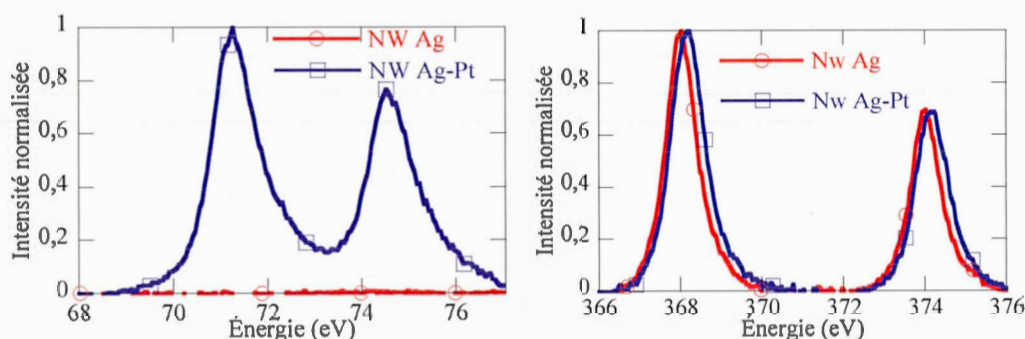 Intensité normalisée
1
0,8
0,6
0,4
0,2
0
NW Ag
NW Ag-Pt
68
70
72
74
76
Énergie (eV)
Intensité normalisée
1
0,8
0,6
0,4
0,2
0
Nw Ag
Nw Ag-Pt
366
368
370
372
374
376
Énergie (eV)